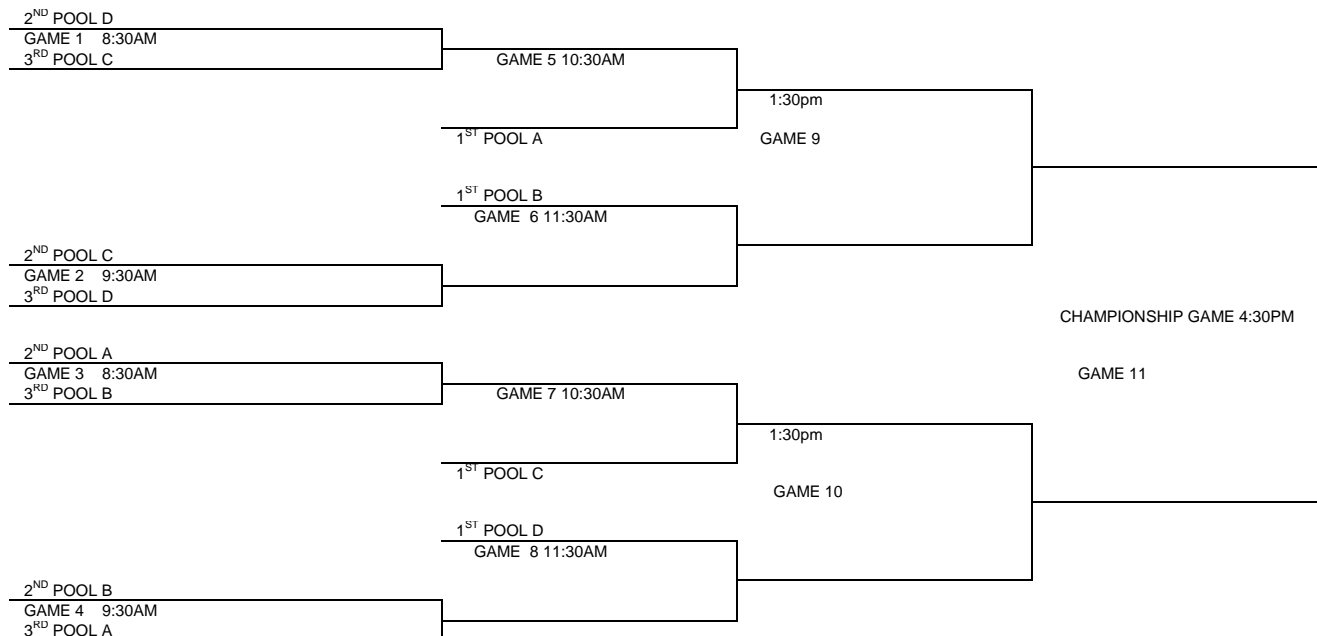 2ND POOL D
GAME 1 8:30AM
3RD POOL C
GAME 5 10:30AM
1:30pm
1ST POOL A
GAME 9
1ST POOL B
GAME 6 11:30AM
2ND POOL C
GAME 2 9:30AM
3RD POOL D
CHAMPIONSHIP GAME 4:30PM
2ND POOL A
GAME 3 8:30AM
GAME 11
3RD POOL B
GAME 7 10:30AM
1:30pm
1ST POOL C
GAME 10
1ST POOL D
GAME 8 11:30AM
2ND POOL B
GAME 4 9:30AM
3RD POOL A